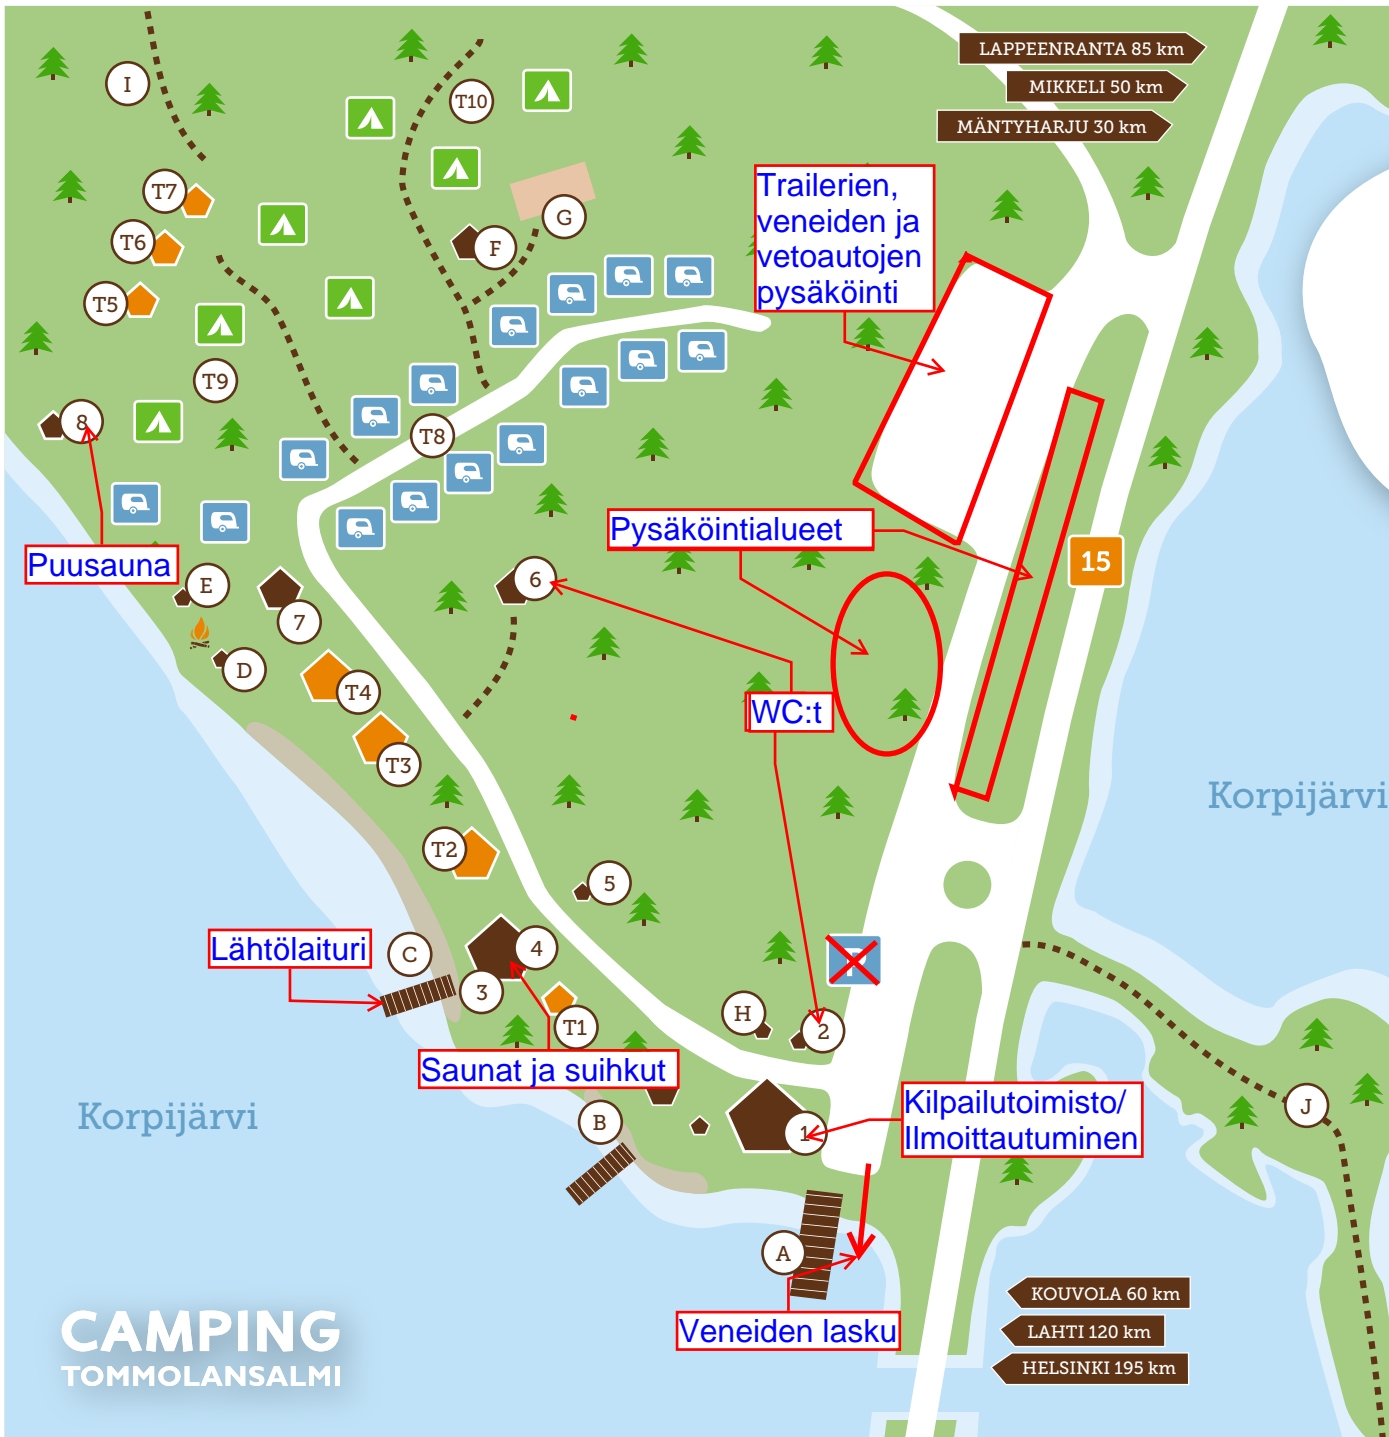 LAPPEENRANTA 85 km
MIKKELI 50 km
MÄNTYHARJU 30 km
I
T10
T7
Trailerien,
veneiden ja
vetoautojen
pysäköinti
G
T6
F
T5
T9
8
T8
Pysäköintialueet
15
Puusauna
E
6
7
D
T4
WC:t
T3
Korpijärvi
T2
5
Lähtölaituri
C
4
P
3
H
2
T1
Saunat ja suihkut
Kilpailutoimisto/
Ilmoittautuminen
J
Korpijärvi
B
1
A
KOUVOLA 60 km
Veneiden lasku
LAHTI 120 km
HELSINKI 195 km
CAMPING
TOMMOLANSALMI